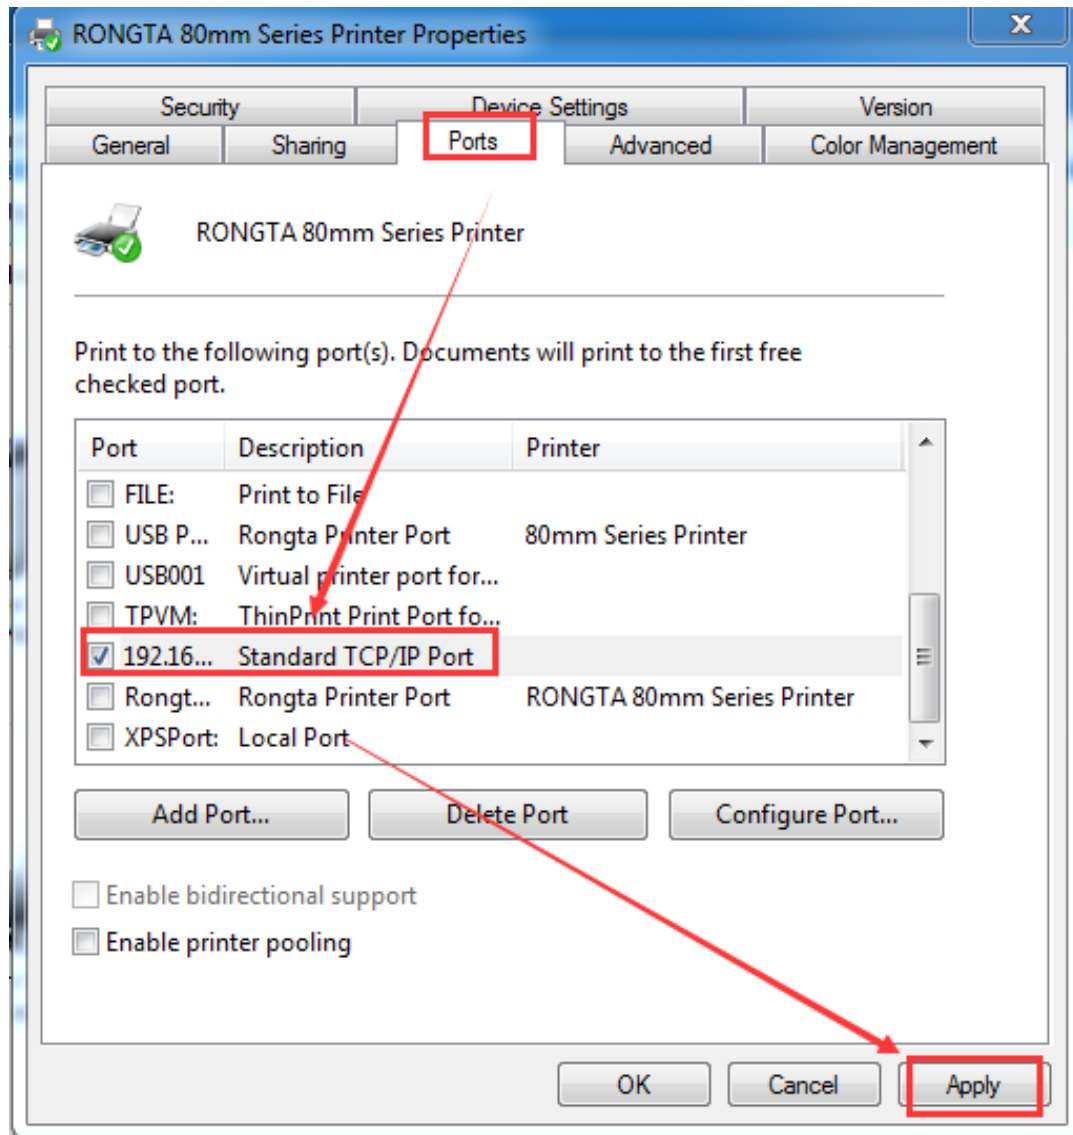 RONGTA 80mm Series Printer Properties
X
Security Device Settings Version
General Sharing Ports Advanced Color Management
RONGTA 80mm Series Printer
Print to the following port(s). Documents will print to the first free
checked port.
Port Description Printer
FILE: Print to File
USB P... Rongta Printer Port 80mm Series Printer
USB001 Virtual printer port for...
TPVM: ThinPrint Print Port fo...
192.16... Standard TCP/IP Port
Rongt... Rongta Printer Port RONGTA 80mm Series Printer
XPSPort: Local Port
Add Port... Delete Port Configure Port...
Enable bidirectional support
Enable printer pooling
OK Cancel Apply